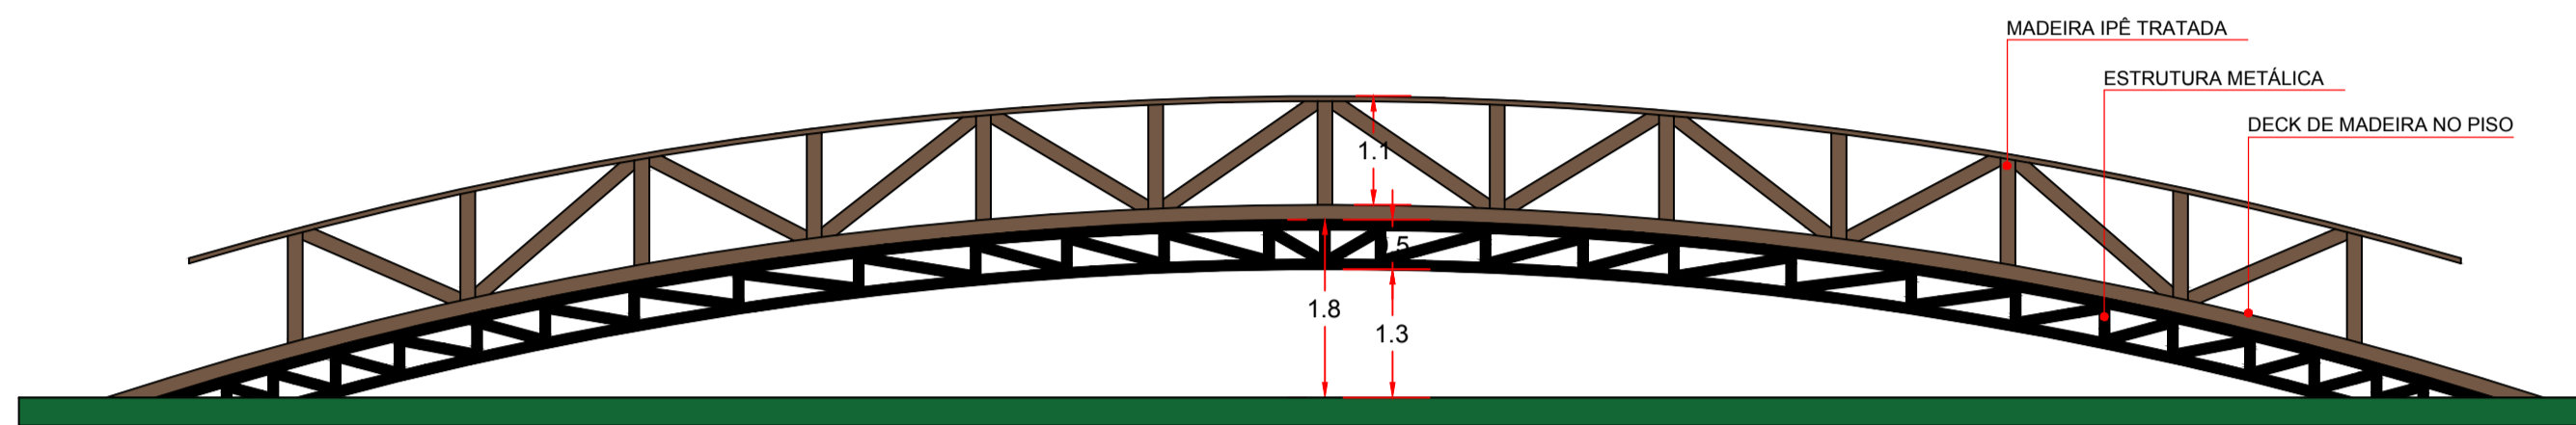 MADEIRA IPÊ TRATADA
ESTRUTURA METÁLICA
DECK DE MADEIRA NO PISO
1.1
1.8
1.3